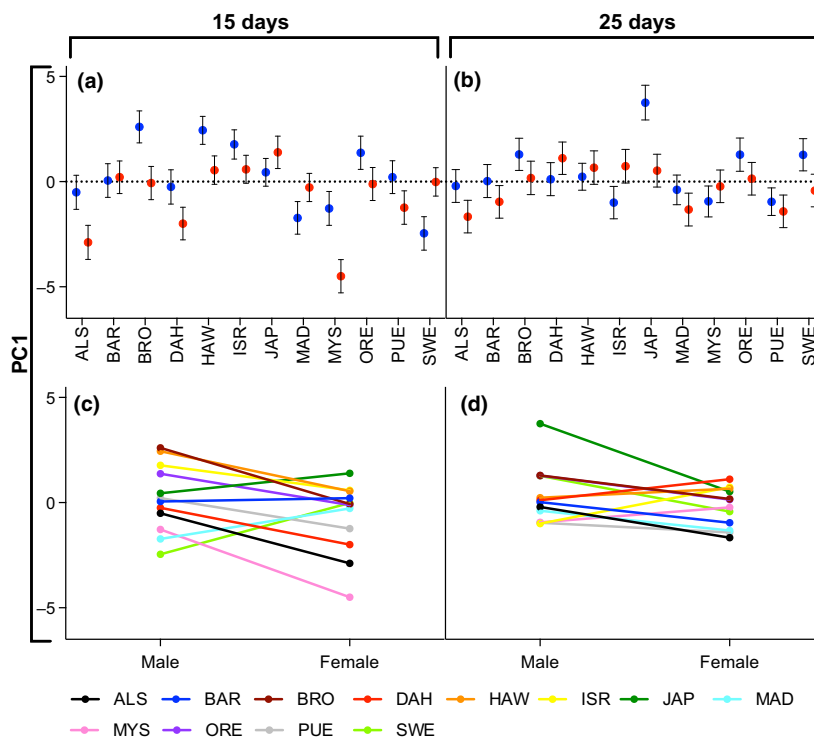 15 days 25 days
(a) (b)
5 
0
−5
ALS BAR BRO DAH HAW ISR JAP MAD MYS ORE PUE SWE ALS BAR BRO DAH HAW ISR JAP MAD MYS ORE PUE SWE
PC1
(c) (d)
5
0
−5
Male Female Male Female
ALS BAR BRO DAH HAW ISR JAP MAD
MYS ORE PUE SWE